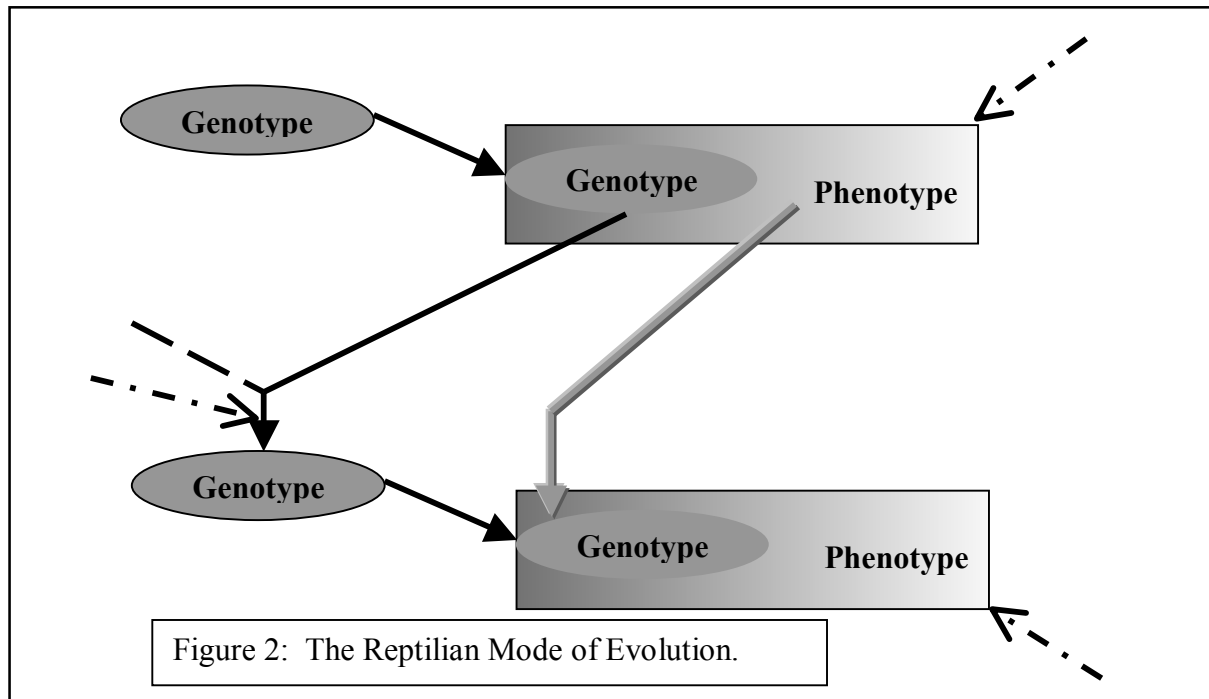 Genotype
Genotype
Phenotype
Genotype
Genotype
Phenotype
Figure 2:  The Reptilian Mode of Evolution.